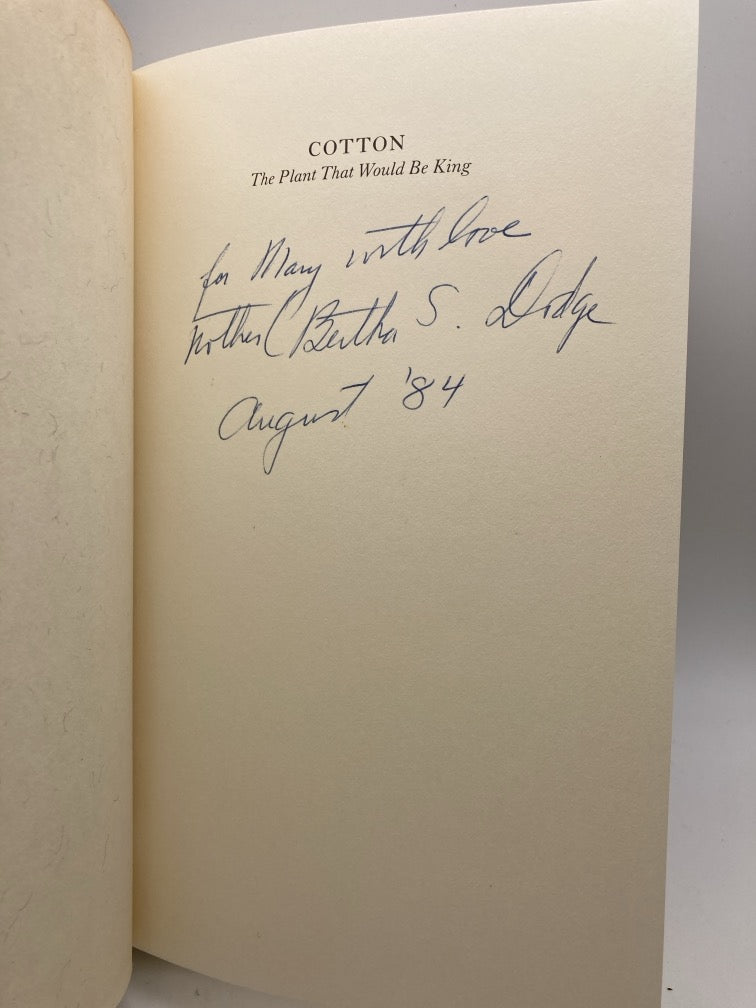 COTTON
The Plant That Would Be King
for Mary with love
Mother (Bertha S. Dodge
August '84